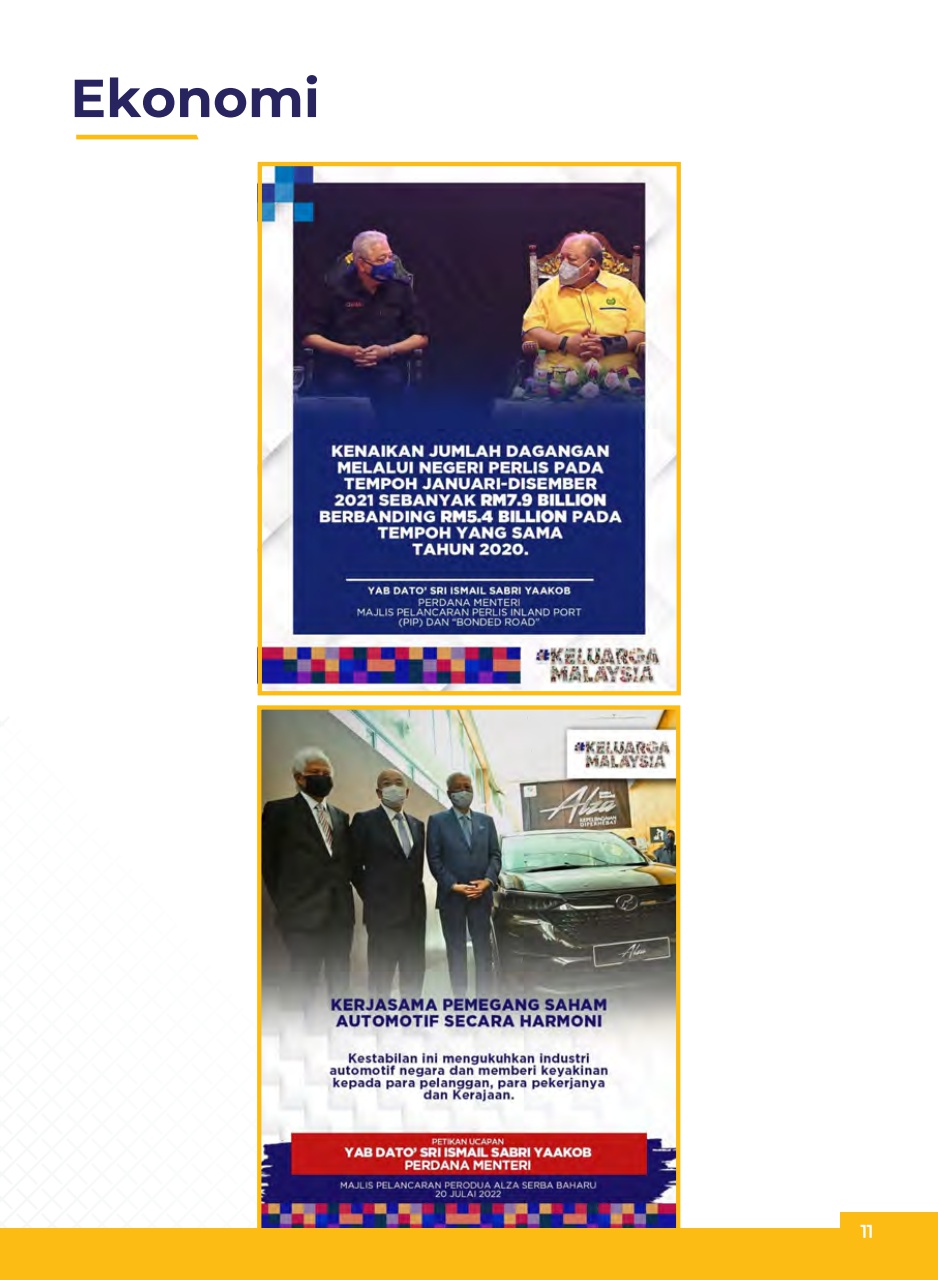 Ekonomi
KENAIKAN JUMLAH DAGANGAN
MELALUI NEGERI PERLIS PADA
TEMPOH JANUARI-DISEMBER
2021 SEBANYAK RM7.9 BILLION
BERBANDING RM5.4 BILLION PADA
TEMPOH YANG SAMA
TAHUN 2020.
YAB DATO' SRI ISMAIL SABRI YAAKOB
PERDANA MENTERI
MAJLIS PELANCARAN PERLIS INLAND PORT
(PIP) DAN "BONDED ROAD"
#KELUARGA
MALAYSIA
#KELUARGA
MALAYSIA
Alza
KEPELBAGAIAN
DIPERHEBAT
Alza
KERJASAMA PEMEGANG SAHAM
AUTOMOTIF SECARA HARMONI
Kestabilan ini mengukuhkan industri
automotif negara dan memberi keyakinan
kepada para pelanggan, para pekerjanya
dan Kerajaan.
PETIKAN UCAPAN
YAB DATO' SRI ISMAIL SABRI YAAKOB
PERDANA MENTERI
MAJLIS PELANCARAN PERODUA ALZA SERBA BAHARU
20 JULAI 2022
11